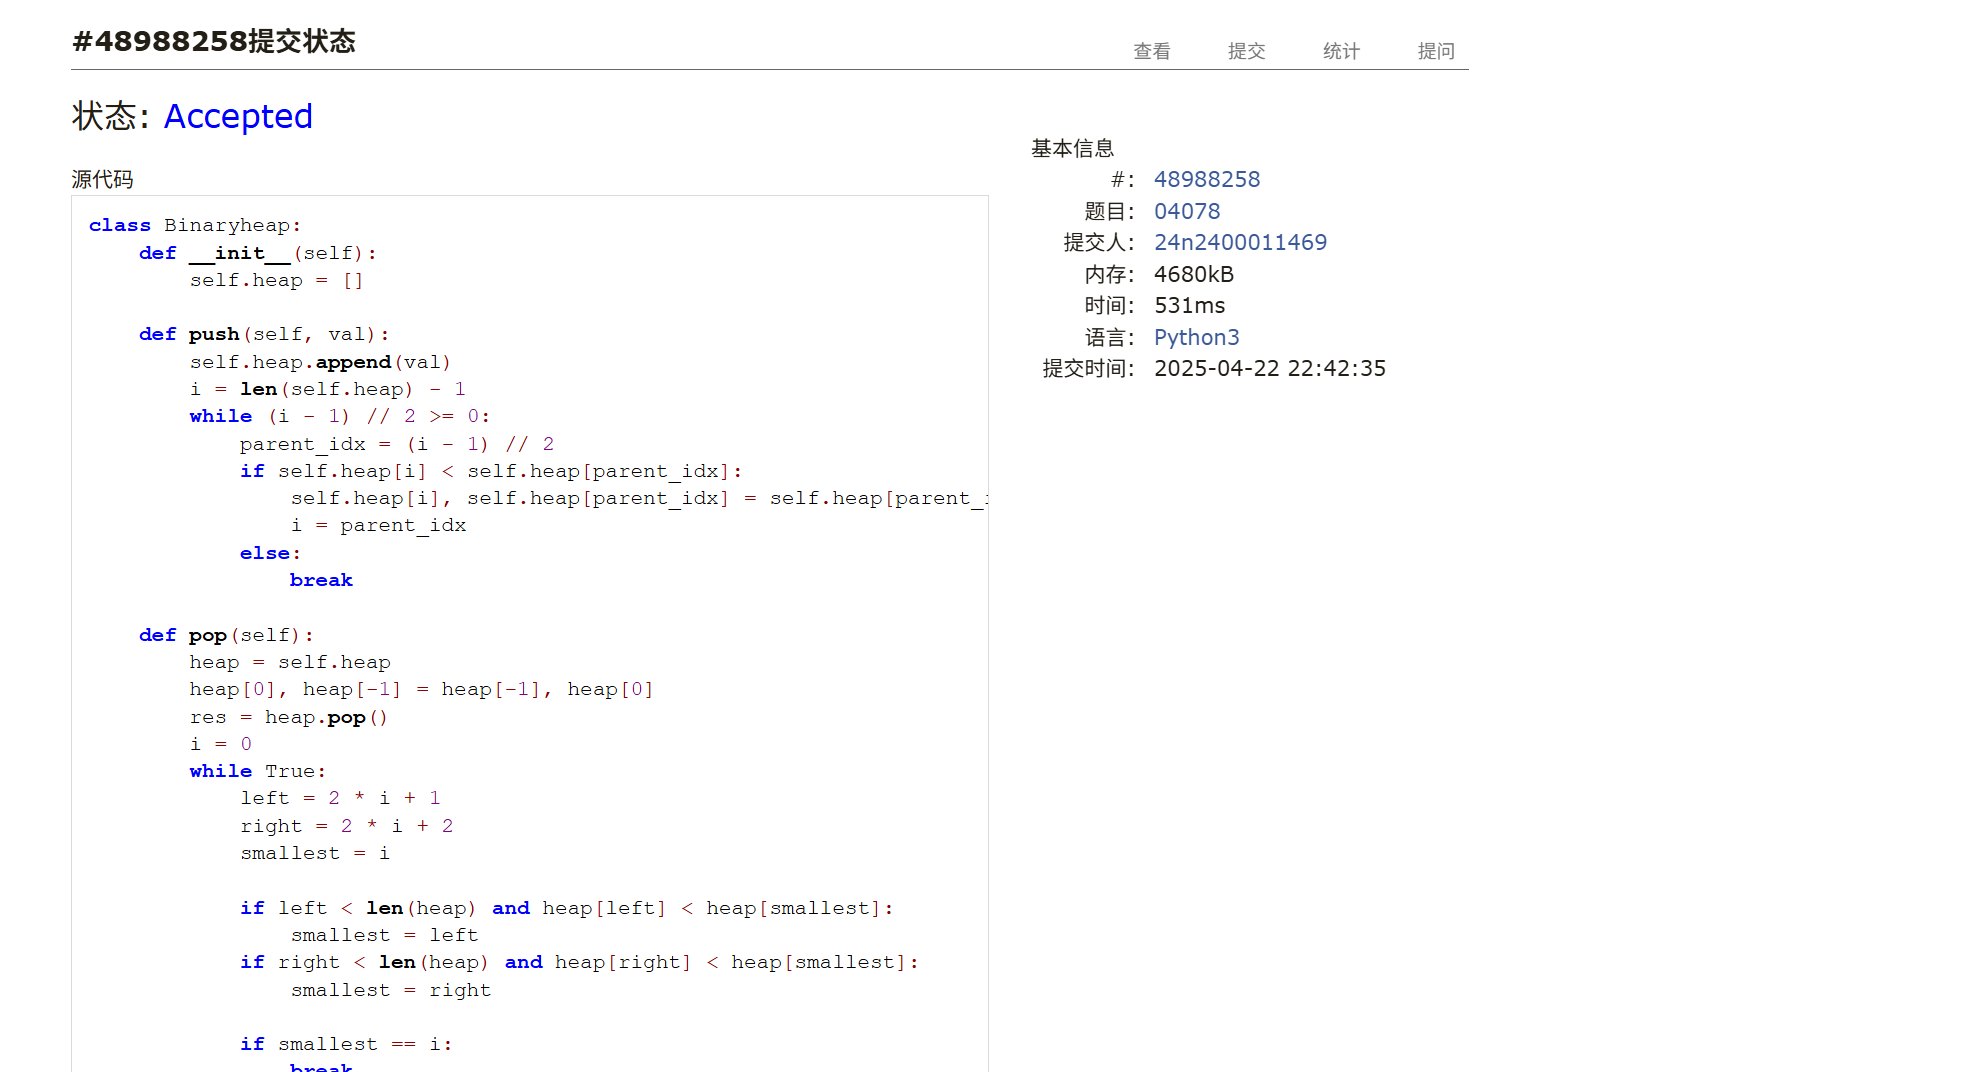 #48988258提交状态
查看 提交 统计 提问
状态: Accepted
源代码
class Binaryheap:
    def __init__(self):
        self.heap = []

    def push(self, val):
        self.heap.append(val)
        i = len(self.heap) - 1
        while (i - 1) // 2 >= 0:
            parent_idx = (i - 1) // 2
            if self.heap[i] < self.heap[parent_idx]:
                self.heap[i], self.heap[parent_idx] = self.heap[parent_i
                i = parent_idx
            else:
                break

    def pop(self):
        heap = self.heap
        heap[0], heap[-1] = heap[-1], heap[0]
        res = heap.pop()
        i = 0
        while True:
            left = 2 * i + 1
            right = 2 * i + 2
            smallest = i

            if left < len(heap) and heap[left] < heap[smallest]:
                smallest = left
            if right < len(heap) and heap[right] < heap[smallest]:
                smallest = right

            if smallest == i:
                break
基本信息
#: 48988258
题目: 04078
提交人: 24n2400011469
内存: 4680kB
时间: 531ms
语言: Python3
提交时间: 2025-04-22 22:42:35